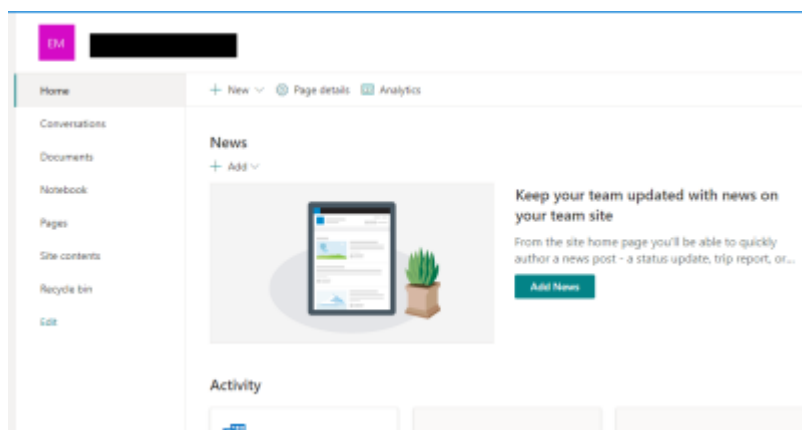 EM
Home
+ New Page details Analytics
Conversations
Documents
Notebook
Pages
Site contents
Recycle bin
Edit
News
+ Add
Keep your team updated with news on
your team site
From the site home page you'll be able to quickly
author a news post - a status update, trip report, or...
Add News
Activity